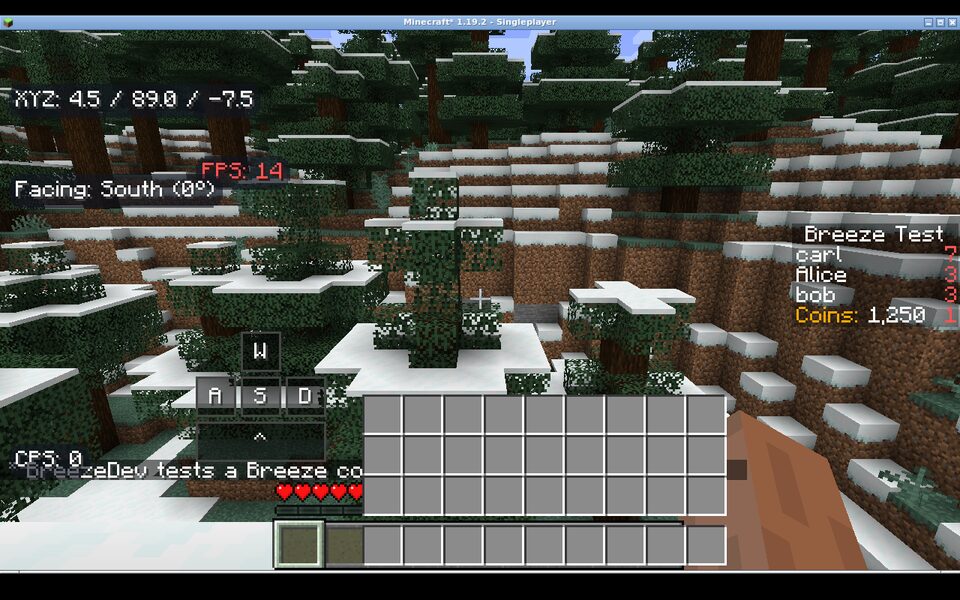 Minecraft* 1.19.2 - Singleplayer
XYZ: 4.5 / 89.0 / -7.5
FPS: 14
Facing: South (0°)
Breeze Test
carl 7
Alice 3
bob 3
Coins: 1,250 1
W
A S D
^
CPS: 0
BreezeDev tests a Breeze co